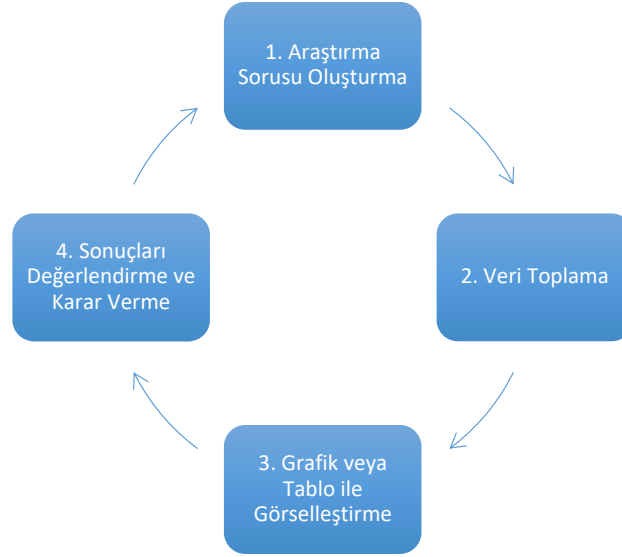 1. Araştırma
Sorusu Oluşturma
2. Veri Toplama
3. Grafik veya
Tablo ile
Görselleştirme
4. Sonuçları
Değerlendirme ve
Karar Verme